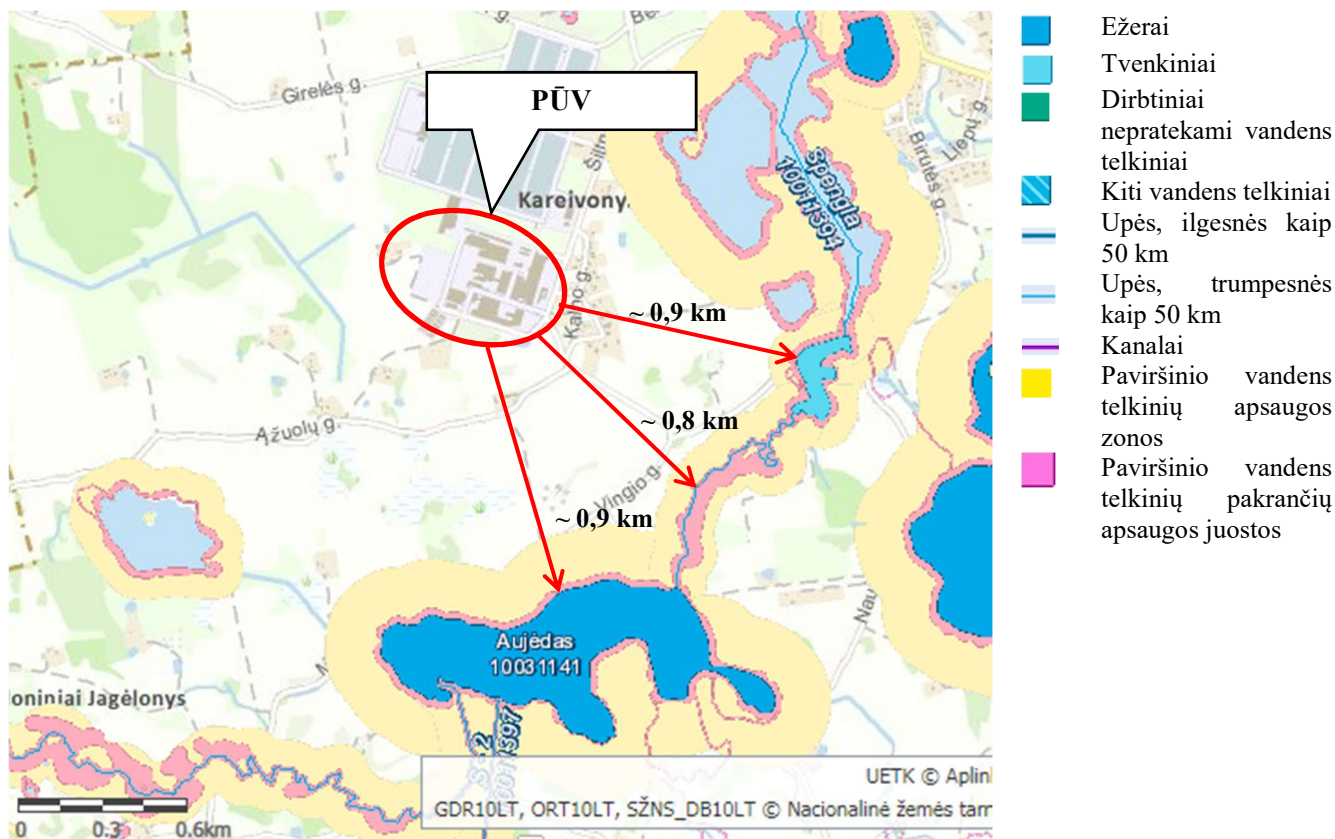 Girelės g.
PŪV
Kareivony.
Spengla
10011394
Birutės g.
Liepų g.
~ 0,9 km
~ 0,8 km
Ąžuolų g.
Vingio g.
~ 0,9 km
Nau
Aujėdas
10031141
oniniai Jagėlonys
UETK © Aplinl
GDR10LT, ORT10LT, SŽNS_DB10LT © Nacionalinė žemės tarn
0 0.3 0.6km
Ežerai
Tvenkiniai
Dirbtiniai
nepratekami vandens
telkiniai
Kiti vandens telkiniai
Upės, ilgesnės kaip
50 km
Upės, trumpesnės
kaip 50 km
Kanalai
Paviršinio vandens
telkinių apsaugos
zonos
Paviršinio vandens
telkinių pakrančių
apsaugos juostos